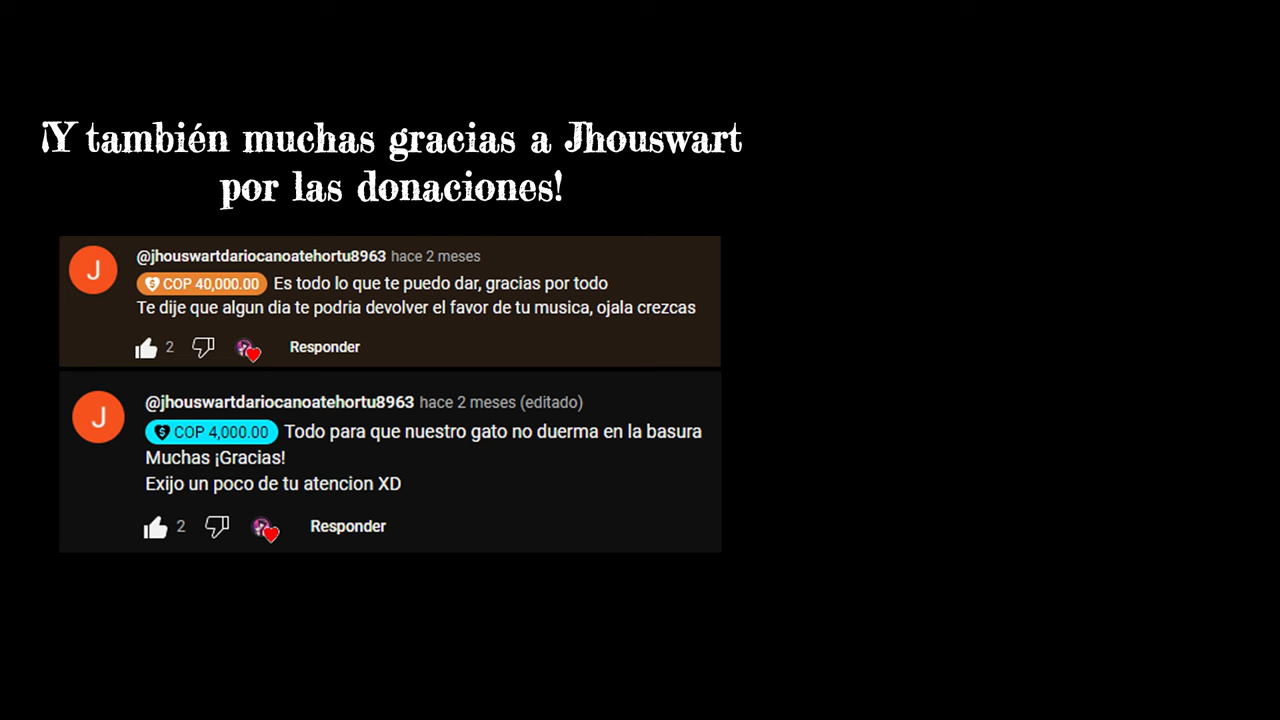 ¡Y también muchas gracias a Jhouswart
por las donaciones!
J
@jhouswartdariocanoatehortu8963 hace 2 meses
COP 40,000.00 Es todo lo que te puedo dar, gracias por todo
Te dije que algun dia te podria devolver el favor de tu musica, ojala crezcas
2 Responder
J
@jhouswartdariocanoatehortu8963 hace 2 meses (editado)
COP 4,000.00 Todo para que nuestro gato no duerma en la basura
Muchas ¡Gracias!
Exijo un poco de tu atencion XD
2 Responder